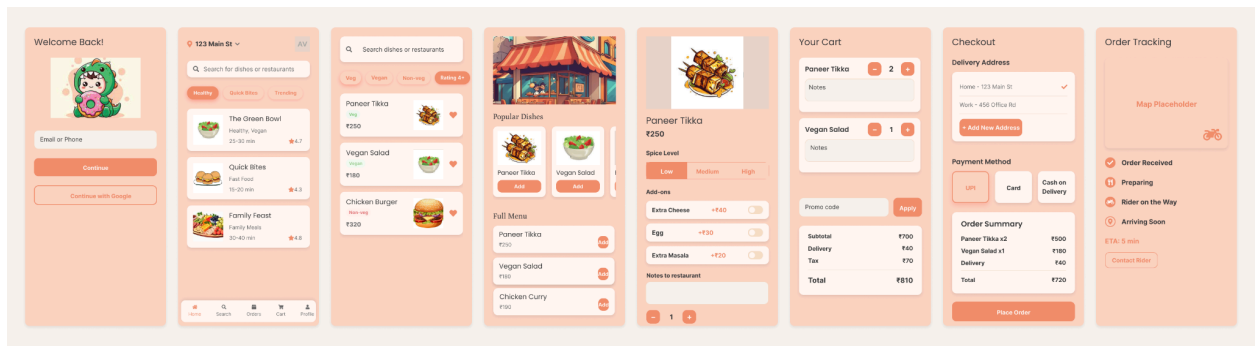 Welcome Back!
Email or Phone
Continue
Continue with Google
123 Main St
AV
Search for dishes or restaurants
Healthy Quick Bites Trending
The Green Bowl
Healthy, Vegan
25-30 min 4.7
Quick Bites
Fast Food
15-20 min 4.3
Family Feast
Family Meals
30-40 min 4.8
Home Search Orders Cart Profile
Search dishes or restaurants
Veg Vegan Non-veg Rating 4+
Paneer Tikka
Veg
₹250
Vegan Salad
Vegan
₹180
Chicken Burger
Non-veg
₹320
Popular Dishes
Paneer Tikka Vegan Salad
Add Add
Full Menu
Paneer Tikka
₹250
Add
Vegan Salad
₹180
Add
Chicken Curry
Add
Paneer Tikka
₹250
Spice Level
Low Medium High
Add-ons
Extra Cheese +₹40
Egg +₹30
Extra Masala +₹20
Notes to restaurant
− 1 +
Your Cart
Paneer Tikka − 2 +
Notes
Vegan Salad − 1 +
Notes
Promo code Apply
Subtotal ₹700
Delivery ₹40
Tax ₹70
Total ₹810
Checkout
Delivery Address
Home - 123 Main St
Work - 456 Office Rd
+ Add New Address
Payment Method
UPI Card Cash on
Delivery
Order Summary
Paneer Tikka x2 ₹500
Vegan Salad x1 ₹180
Delivery ₹40
Total ₹720
Place Order
Order Tracking
Map Placeholder
Order Received
Preparing
Rider on the Way
Arriving Soon
ETA: 5 min
Contact Rider